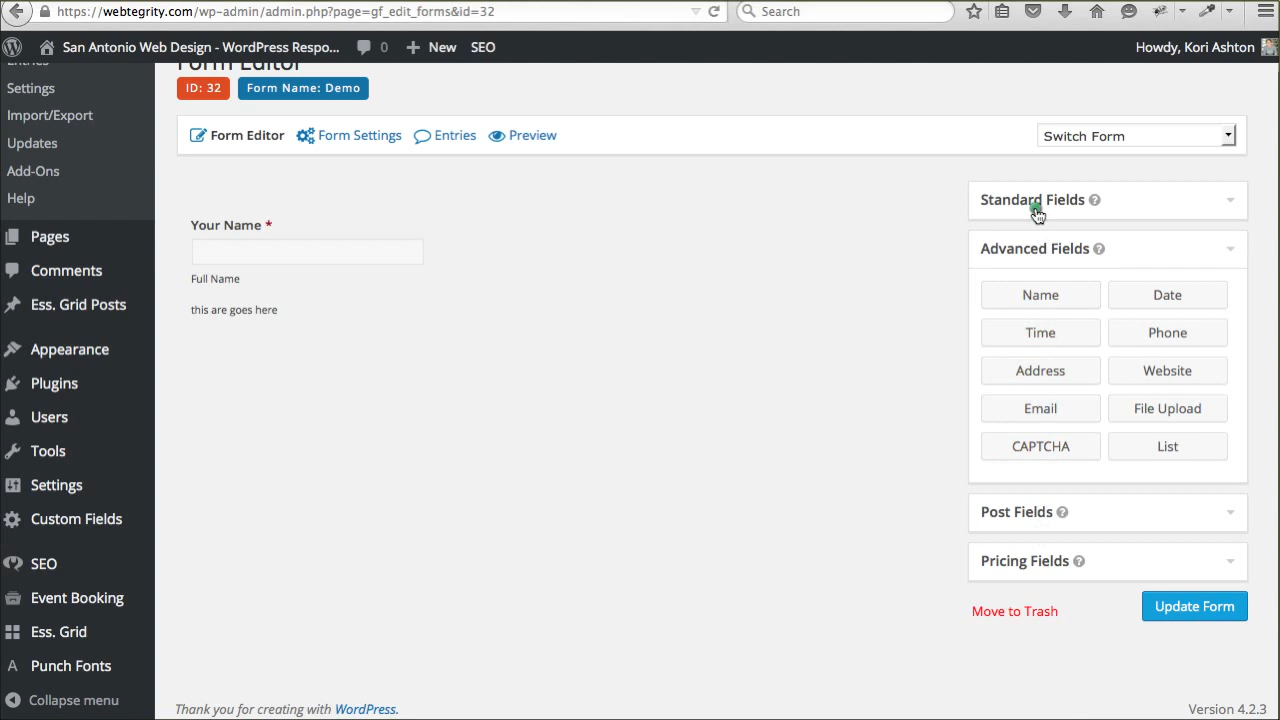 https://webtegrity.com/wp-admin/admin.php?page=gf_edit_forms&id=32
Search
San Antonio Web Design - WordPress Respo...
0
New
SEO
Howdy, Kori Ashton
Entries
Settings
Import/Export
Updates
Add-Ons
Help
Pages
Comments
Ess. Grid Posts
Appearance
Plugins
Users
Tools
Settings
Custom Fields
SEO
Event Booking
Ess. Grid
Punch Fonts
Collapse menu
Form Editor
ID: 32
Form Name: Demo
Form Editor
Form Settings
Entries
Preview
Switch Form
Your Name *
Full Name
this are goes here
Standard Fields
Advanced Fields
Name
Date
Time
Phone
Address
Website
Email
File Upload
CAPTCHA
List
Post Fields
Pricing Fields
Move to Trash
Update Form
Thank you for creating with WordPress.
Version 4.2.3